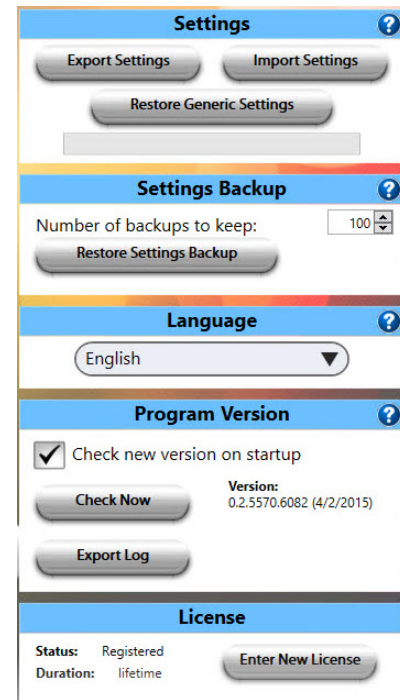 Settings ?
Export Settings Import Settings
Restore Generic Settings
Settings Backup ?
Number of backups to keep: 100
Restore Settings Backup
Language ?
English
Program Version ?
Check new version on startup
Check Now
Version:
0.2.5570.6082 (4/2/2015)
Export Log
License
Status: Registered
Duration: lifetime
Enter New License